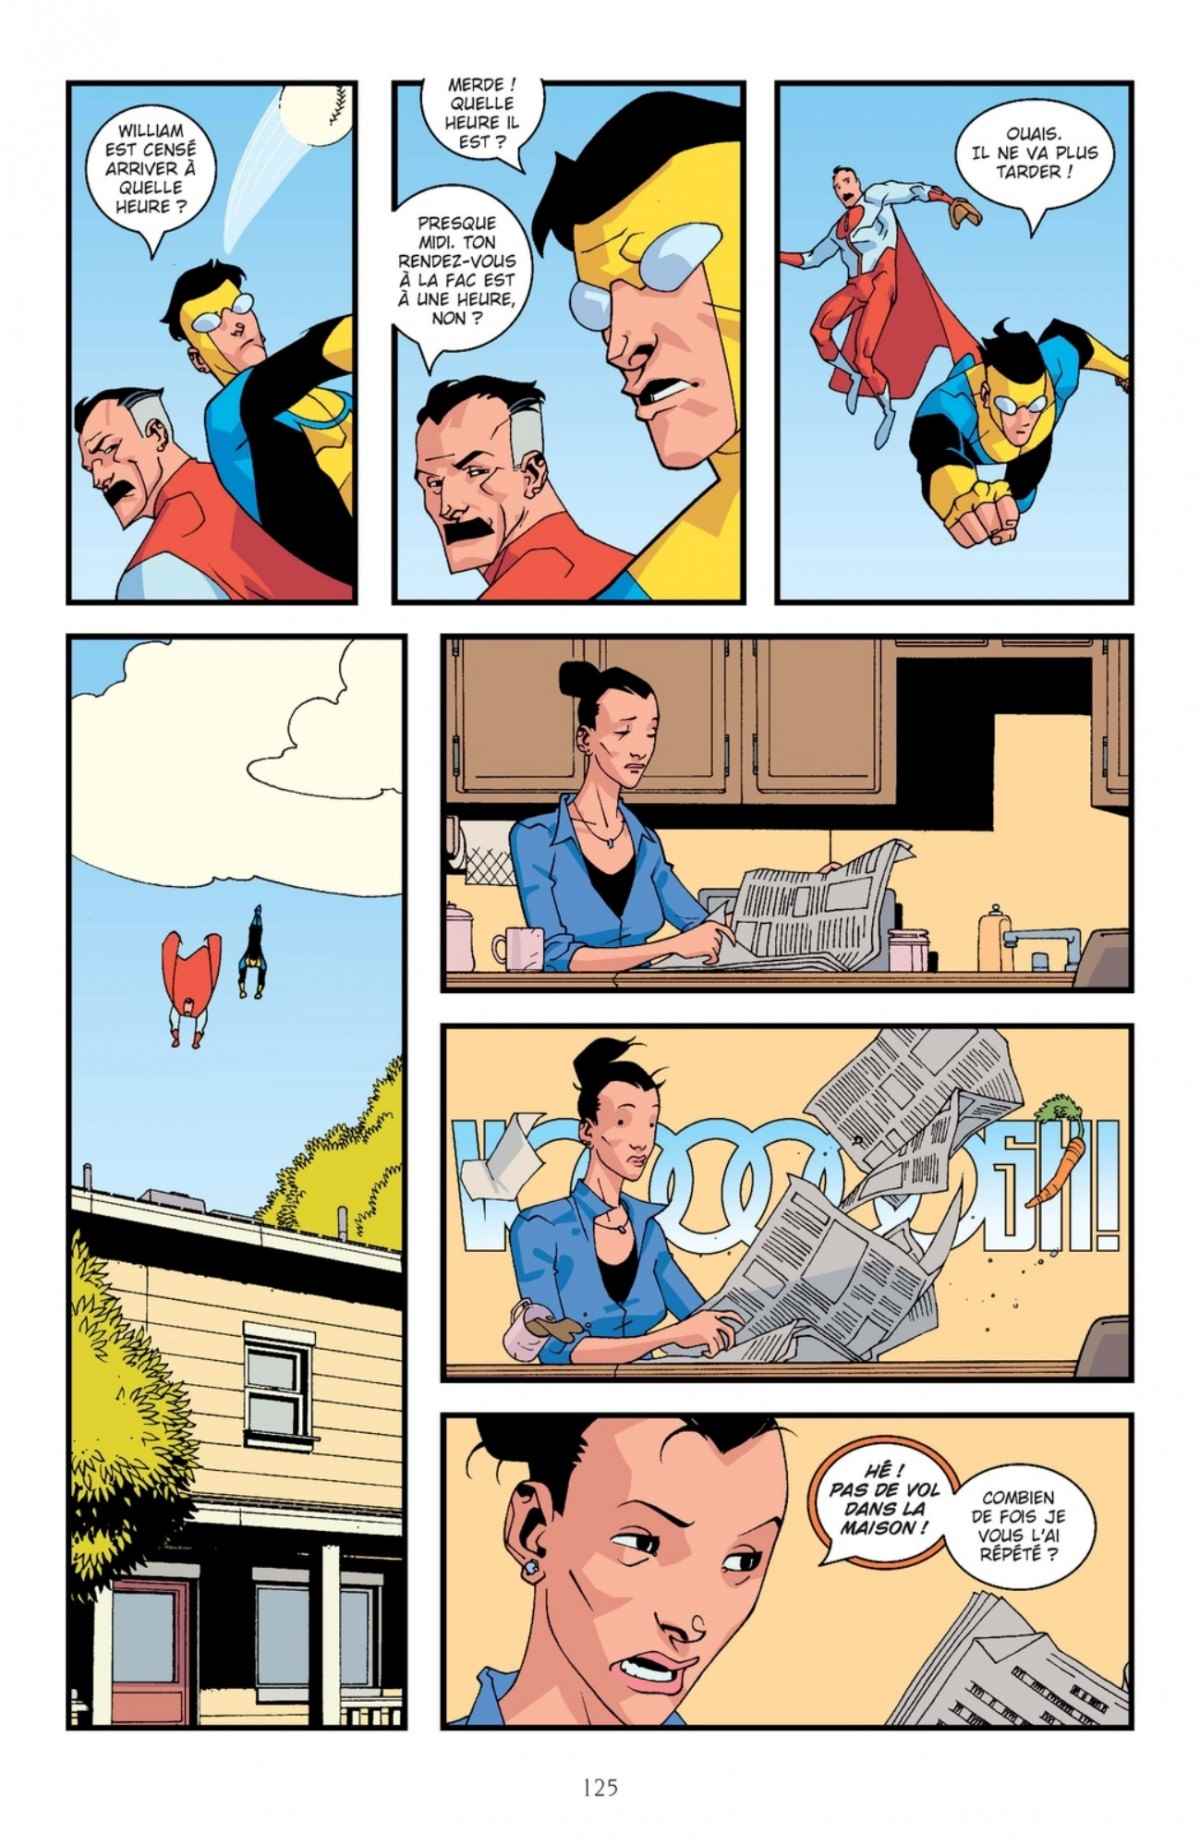 WILLIAM
EST CENSÉ
ARRIVER À
QUELLE
HEURE ?
MERDE !
QUELLE
HEURE IL
EST ?
PRESQUE
MIDI. TON
RENDEZ-VOUS
À LA FAC EST
À UNE HEURE,
NON ?
OUAIS.
IL NE VA PLUS
TARDER !
VOOOOOOSH!
HÉ !
PAS DE VOL
DANS LA
MAISON !
COMBIEN
DE FOIS JE
VOUS L'AI
RÉPÉTÉ ?
125